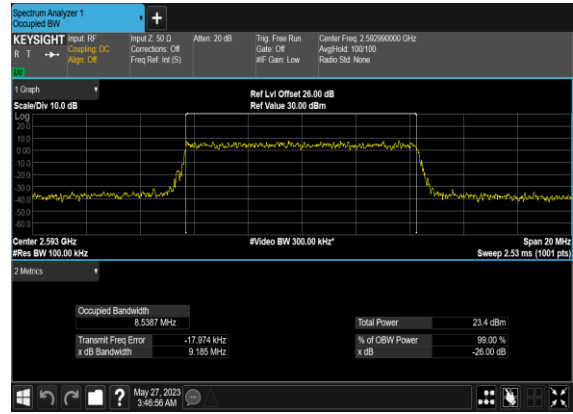 Spectrum Analyzer 1
Occupied BW
+
KEYSIGHT Input: RF Input Z: 50 Ω Atten: 20 dB Trig: Free Run Center Freq: 2.592990000 GHz
R T Coupling: DC Corrections: Off Gate: Off Avg|Hold: 100/100
Align: Off Freq Ref: Int (S) #IF Gain: Low Radio Std: None
1 Graph
Ref Lvl Offset 26.00 dB
Scale/Div 10.0 dB Ref Value 30.00 dBm
Log
20.0
10.0
0.00
-10.0
-20.0
-30.0
-40.0
-50.0
-60.0
Center 2.593 GHz #Video BW 300.00 kHz* Span 20 MHz
#Res BW 100.00 kHz Sweep 2.53 ms (1001 pts)
2 Metrics
Occupied Bandwidth
8.5387 MHz Total Power 23.4 dBm
Transmit Freq Error -17.974 kHz % of OBW Power 99.00 %
x dB Bandwidth 9.185 MHz x dB -26.00 dB
? May 27, 2023
3:46:56 AM